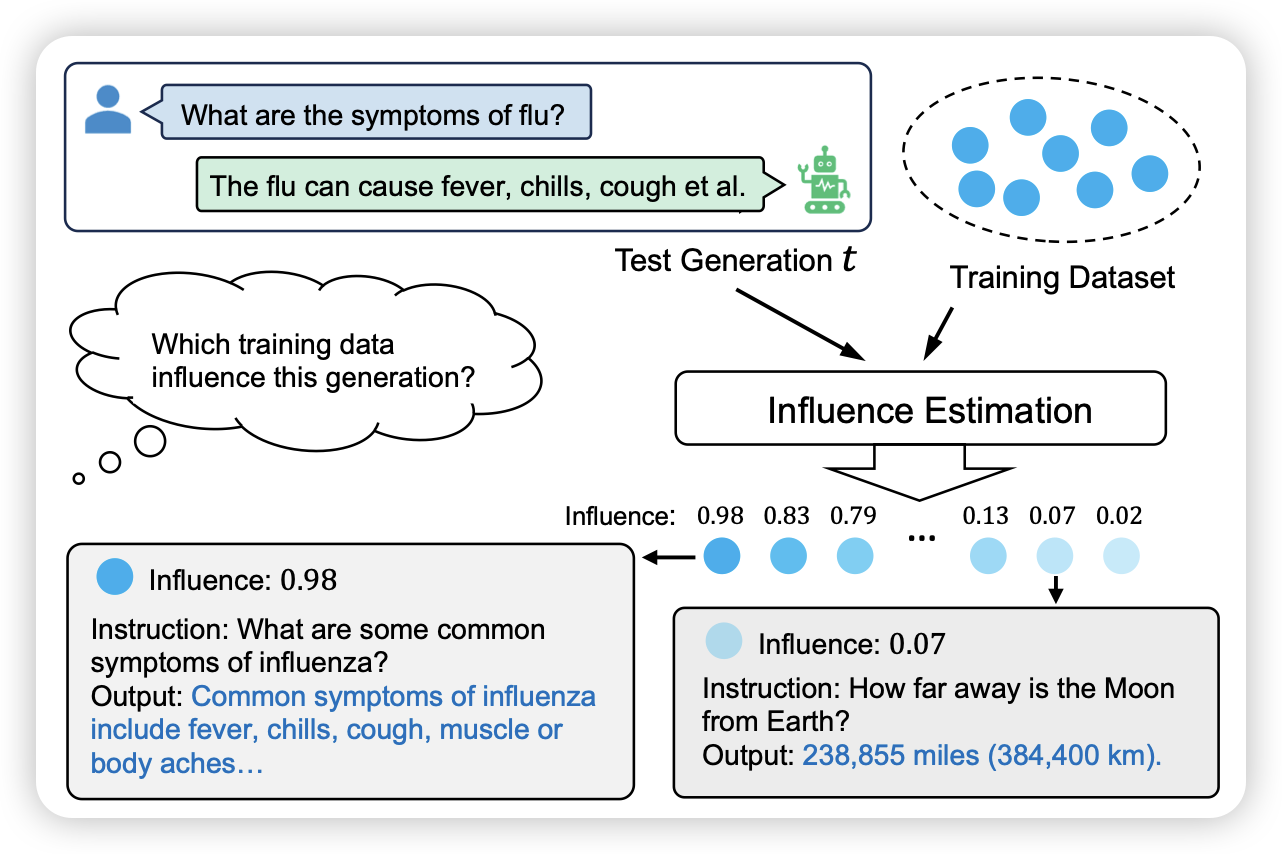 What are the symptoms of flu?
The flu can cause fever, chills, cough et al.
Test Generation t
Training Dataset
Which training data
influence this generation?
Influence Estimation
Influence: 0.98 0.83 0.79 ... 0.13 0.07 0.02
Influence: 0.98
Instruction: What are some common
symptoms of influenza?
Output: Common symptoms of influenza
include fever, chills, cough, muscle or
body aches…
Influence: 0.07
Instruction: How far away is the Moon
from Earth?
Output: 238,855 miles (384,400 km).